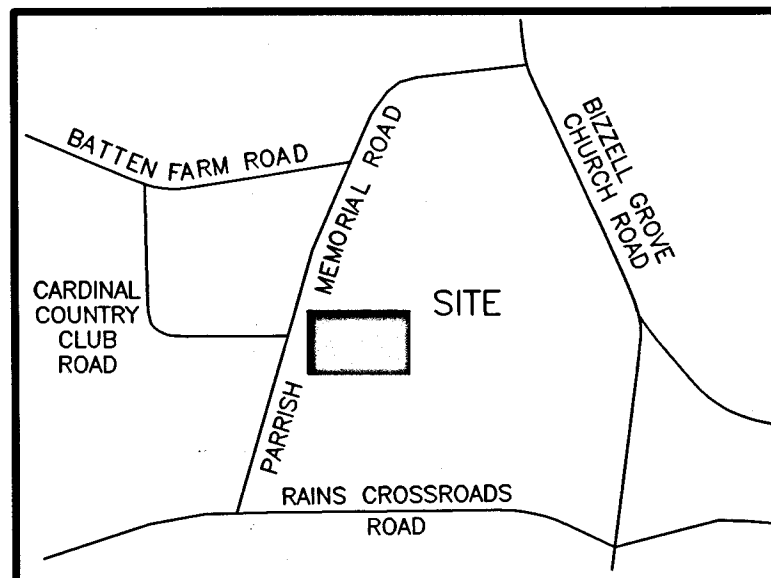 BATTEN FARM ROAD
PARRISH MEMORIAL ROAD
BIZZELL GROVE
CHURCH ROAD
CARDINAL
COUNTRY
CLUB
ROAD
SITE
RAINS CROSSROADS
ROAD